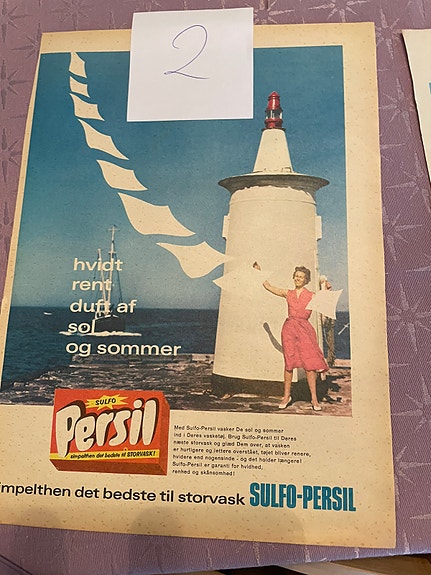 2
hvidt
rent
duft af
sol
og sommer
SULFO
Persil
simpelthen det bedste til STORVASK!
Med Sulfo-Persil vasker De sol og sommer
ind i Deres vasketøj. Brug Sulfo-Persil til Deres
næste storvask og glæd Dem over, at vasken
er hurtigere og lettere overstået, tøjet bliver renere,
hvidere end nogensinde - og det holder længere!
Sulfo-Persil er garanti for hvidhed,
renhed og skånsomhed!
impelthen det bedste til storvask SULFO-PERSIL